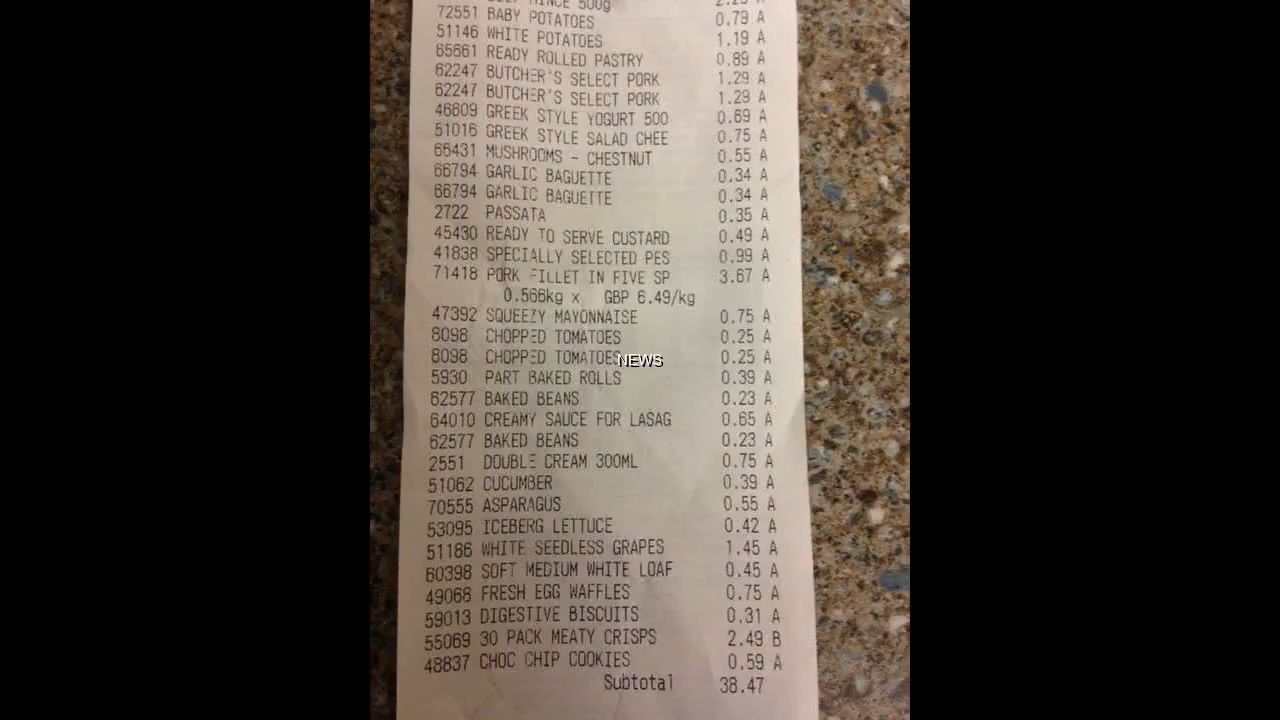 MINCE 500g
72551 BABY POTATOES 0.79 A
51146 WHITE POTATOES 1.19 A
65661 READY ROLLED PASTRY 0.89 A
62247 BUTCHER'S SELECT PORK 1.29 A
62247 BUTCHER'S SELECT PORK 1.29 A
46809 GREEK STYLE YOGURT 500 0.69 A
51016 GREEK STYLE SALAD CHEE 0.75 A
66431 MUSHROOMS - CHESTNUT 0.55 A
66794 GARLIC BAGUETTE 0.34 A
66794 GARLIC BAGUETTE 0.34 A
2722 PASSATA 0.35 A
45430 READY TO SERVE CUSTARD 0.49 A
41838 SPECIALLY SELECTED PES 0.99 A
71418 PORK FILLET IN FIVE SP 3.67 A
0.566kg x GBP 6.49/kg
47392 SQUEEZY MAYONNAISE 0.75 A
8098 CHOPPED TOMATOES 0.25 A
8098 CHOPPED TOMATOES 0.25 A
NEWS
5930 PART BAKED ROLLS 0.39 A
62577 BAKED BEANS 0.23 A
64010 CREAMY SAUCE FOR LASAG 0.65 A
62577 BAKED BEANS 0.23 A
2551 DOUBLE CREAM 300ML 0.75 A
51062 CUCUMBER 0.39 A
70555 ASPARAGUS 0.55 A
53095 ICEBERG LETTUCE 0.42 A
51186 WHITE SEEDLESS GRAPES 1.45 A
60398 SOFT MEDIUM WHITE LOAF 0.45 A
49068 FRESH EGG WAFFLES 0.75 A
59013 DIGESTIVE BISCUITS 0.31 A
55069 30 PACK MEATY CRISPS 2.49 B
48837 CHOC CHIP COOKIES 0.59 A
Subtotal 38.47